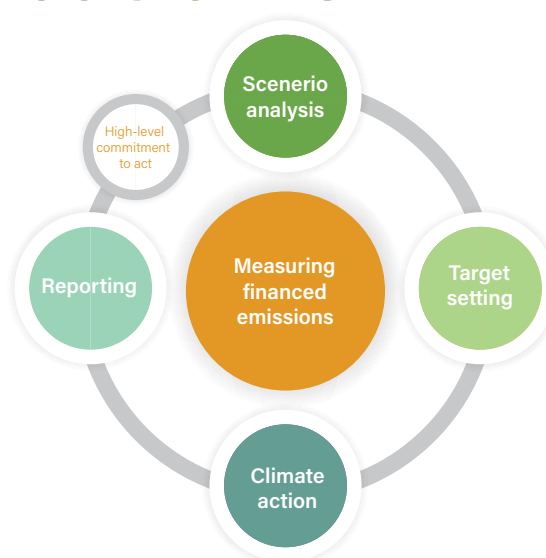 Scenerio
analysis
High-level
commitment
to act
Measuring
financed
emissions
Target
setting
Reporting
Climate
action